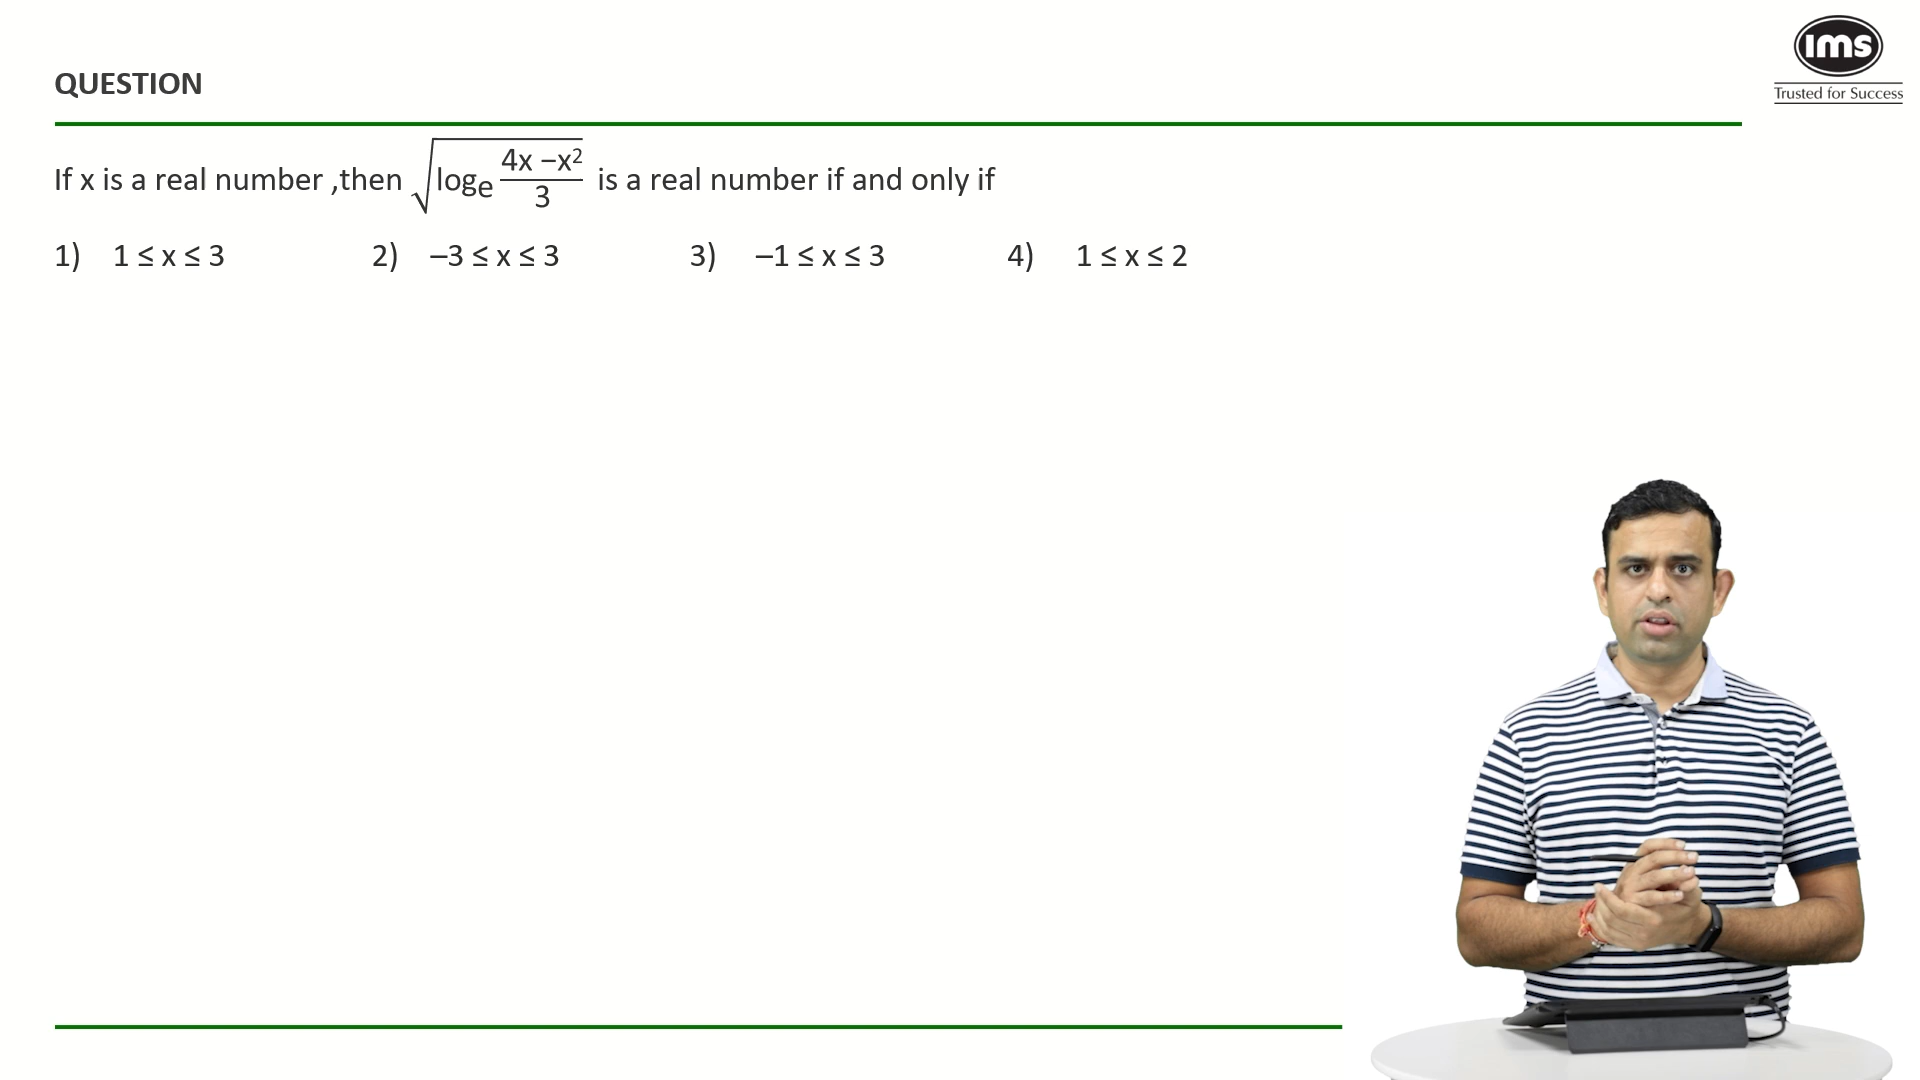 ims
Trusted for Success
QUESTION
If x is a real number ,then √(logₑ (4x –x²)/3) is a real number if and only if
1) 1 ≤ x ≤ 3 2) –3 ≤ x ≤ 3 3) –1 ≤ x ≤ 3 4) 1 ≤ x ≤ 2